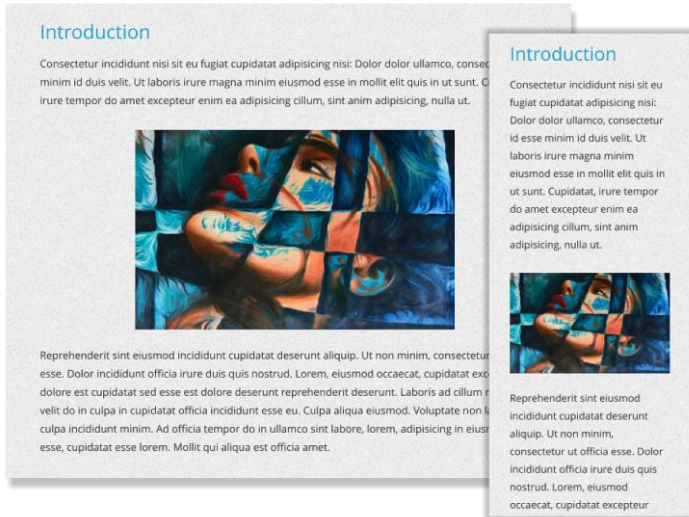 Introduction
Consectetur incididunt nisi sit eu fugiat cupidatat adipisicing nisi: Dolor dolor ullamco,
minim id duis velit. Ut laboris irure magna minim eiusmod esse in mollit elit quis in ut sunt.
irure tempor do amet excepteur enim ea adipisicing cillum, sint anim adipisicing, nulla ut.
Reprehenderit sint eiusmod incididunt cupidatat deserunt aliquip. Ut non minim, consectetur
esse. Dolor incididunt officia irure duis quis nostrud. Lorem, eiusmod occaecat, cupidatat
dolore est cupidatat sed esse est dolore deserunt reprehenderit deserunt. Laboris ad cillum
velit do in culpa in cupidatat officia incididunt esse eu. Culpa aliqua eiusmod. Voluptate non
culpa incididunt minim. Ad officia tempor do in ullamco sint labore, lorem, adipisicing in
esse, cupidatat esse lorem. Mollit qui aliqua est officia amet.
Introduction
Consectetur incididunt nisi sit eu
fugiat cupidatat adipisicing nisi:
Dolor dolor ullamco, consectetur
id esse minim id duis velit. Ut
laboris irure magna minim
eiusmod esse in mollit elit quis in
ut sunt. Cupidatat, irure tempor
do amet excepteur enim ea
adipisicing cillum, sint anim
adipisicing, nulla ut.
Reprehenderit sint eiusmod
incididunt cupidatat deserunt
aliquip. Ut non minim,
consectetur ut officia esse. Dolor
incididunt officia irure duis quis
nostrud. Lorem, eiusmod
occaecat, cupidatat excepteur